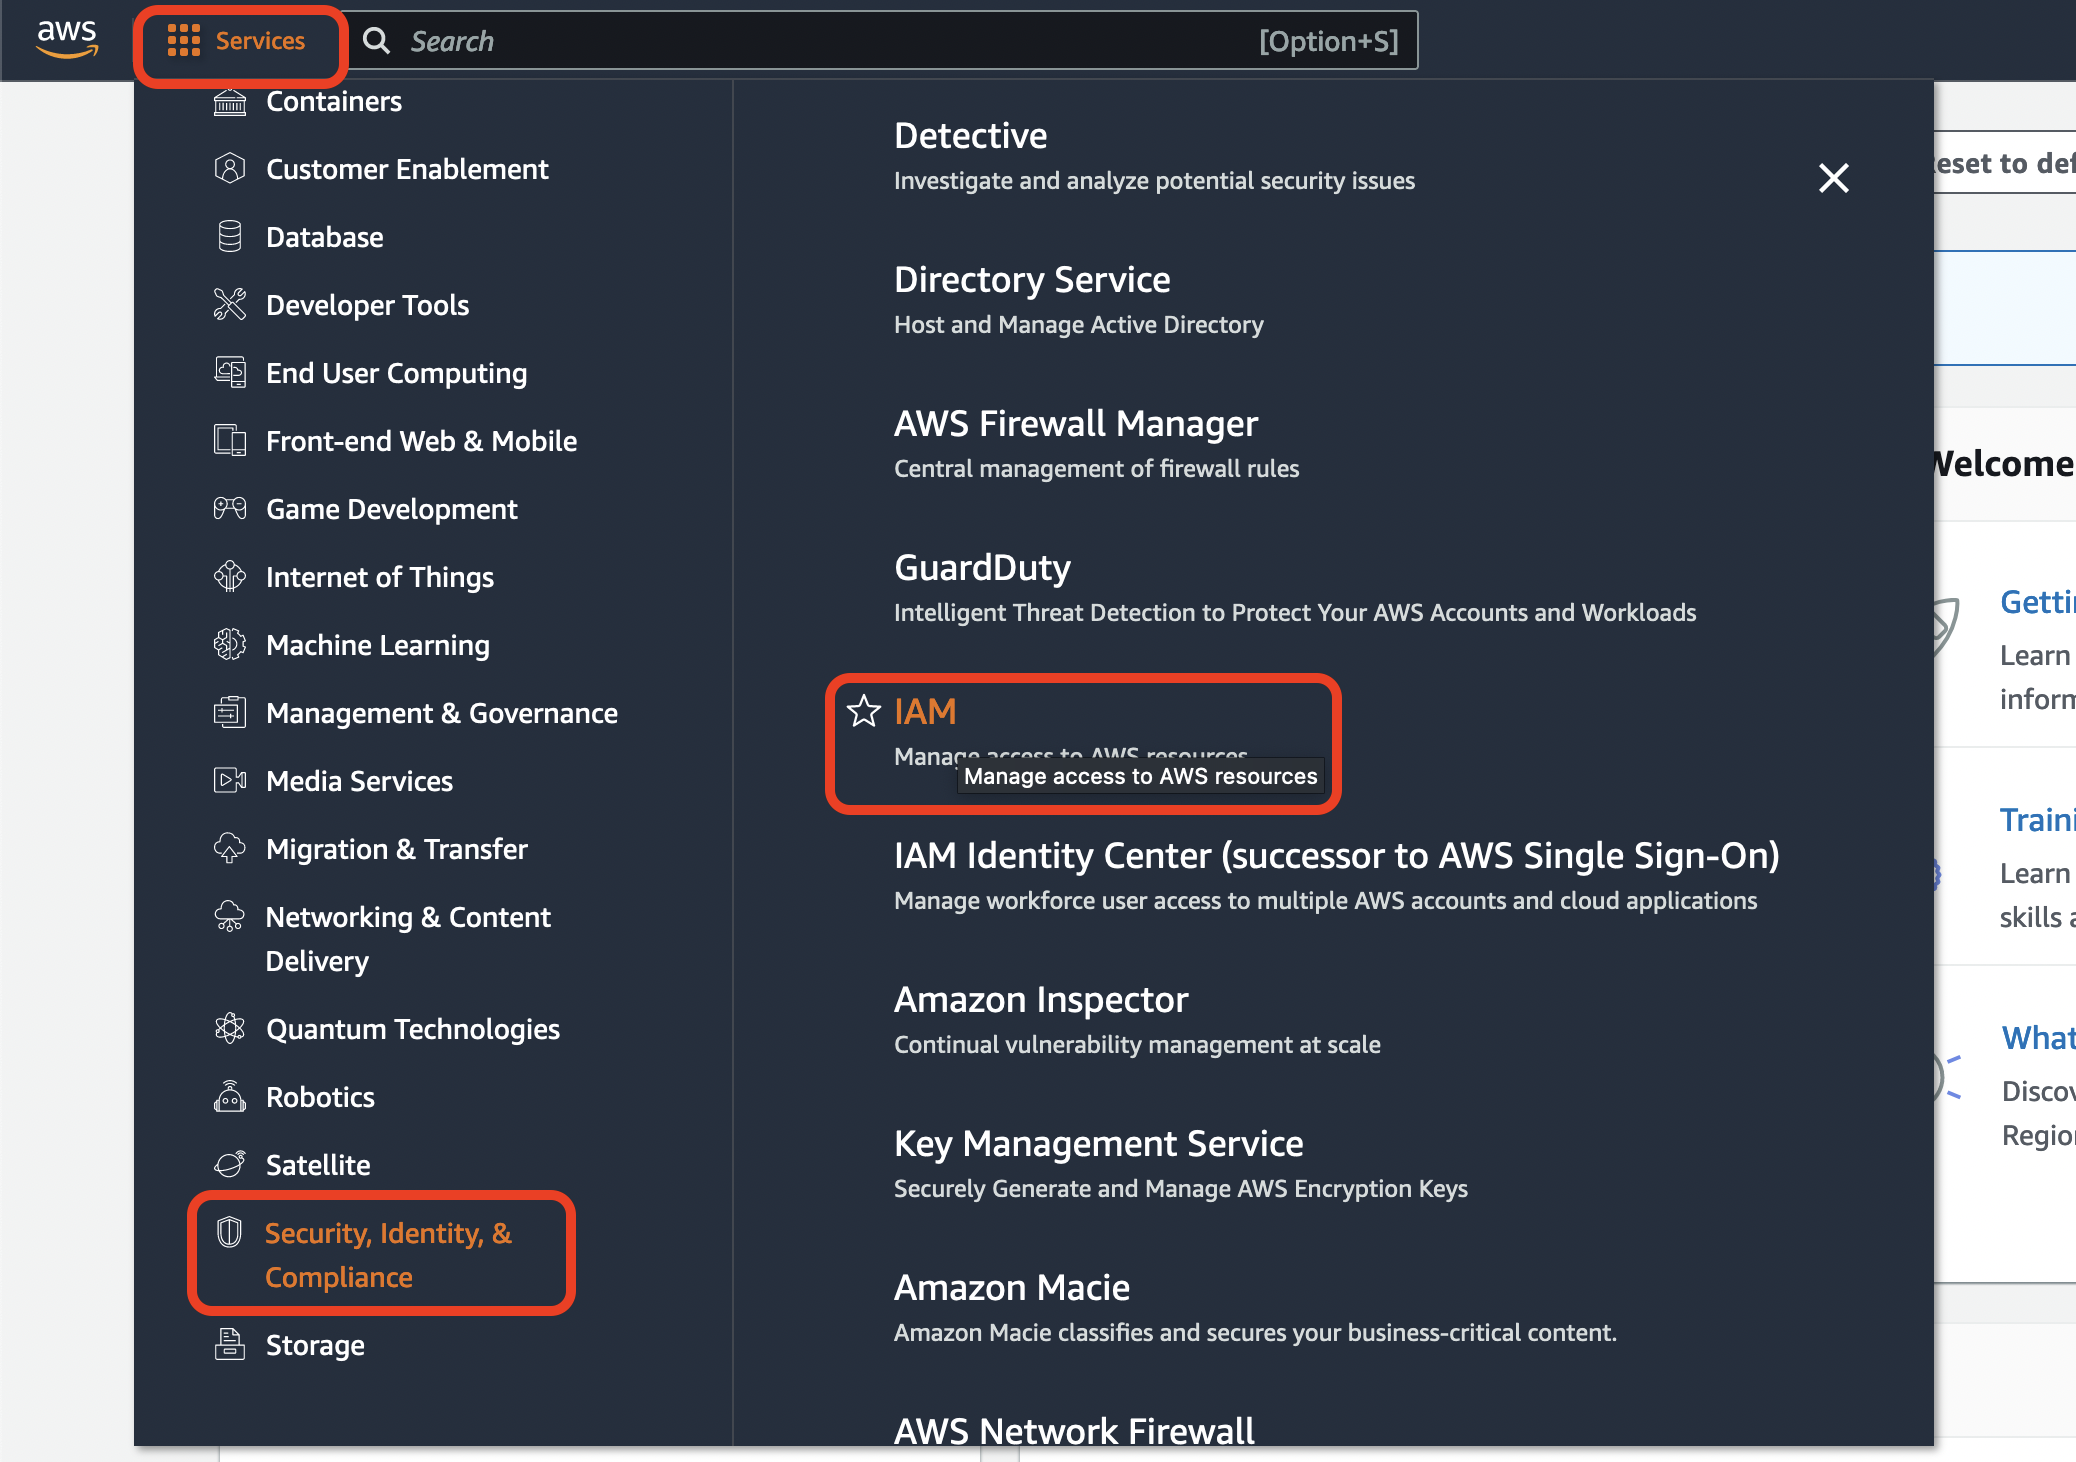 aws
Services
Search
[Option+S]
Containers
Customer Enablement
Database
Developer Tools
End User Computing
Front-end Web & Mobile
Game Development
Internet of Things
Machine Learning
Management & Governance
Media Services
Migration & Transfer
Networking & Content
Delivery
Quantum Technologies
Robotics
Satellite
Security, Identity, &
Compliance
Storage
Detective
Investigate and analyze potential security issues
Directory Service
Host and Manage Active Directory
AWS Firewall Manager
Central management of firewall rules
GuardDuty
Intelligent Threat Detection to Protect Your AWS Accounts and Workloads
IAM
Manage access to AWS resources
Manage access to AWS resources
IAM Identity Center (successor to AWS Single Sign-On)
Manage workforce user access to multiple AWS accounts and cloud applications
Amazon Inspector
Continual vulnerability management at scale
Key Management Service
Securely Generate and Manage AWS Encryption Keys
Amazon Macie
Amazon Macie classifies and secures your business-critical content.
AWS Network Firewall
eset to def
Welcome
Getti
Learn
inform
Traini
Learn
skills a
What
Discov
Region